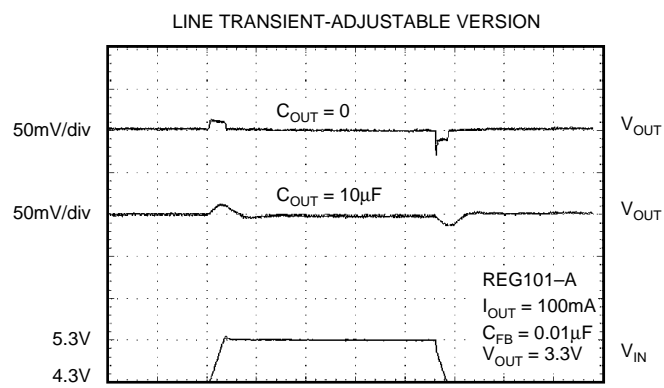 LINE TRANSIENT-ADJUSTABLE VERSION
C_OUT = 0
50mV/div
V_OUT
C_OUT = 10µF
50mV/div
V_OUT
REG101–A
I_OUT = 100mA
C_FB = 0.01µF
V_OUT = 3.3V
5.3V
V_IN
4.3V